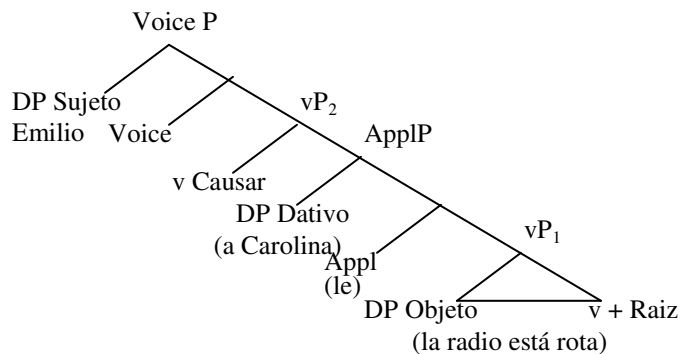 Voice P
DP Sujeto vP₂
Emilio Voice ApplP
v Causar
DP Dativo
(a Carolina) vP₁
Appl
(le)
DP Objeto v + Raiz
(la radio está rota)